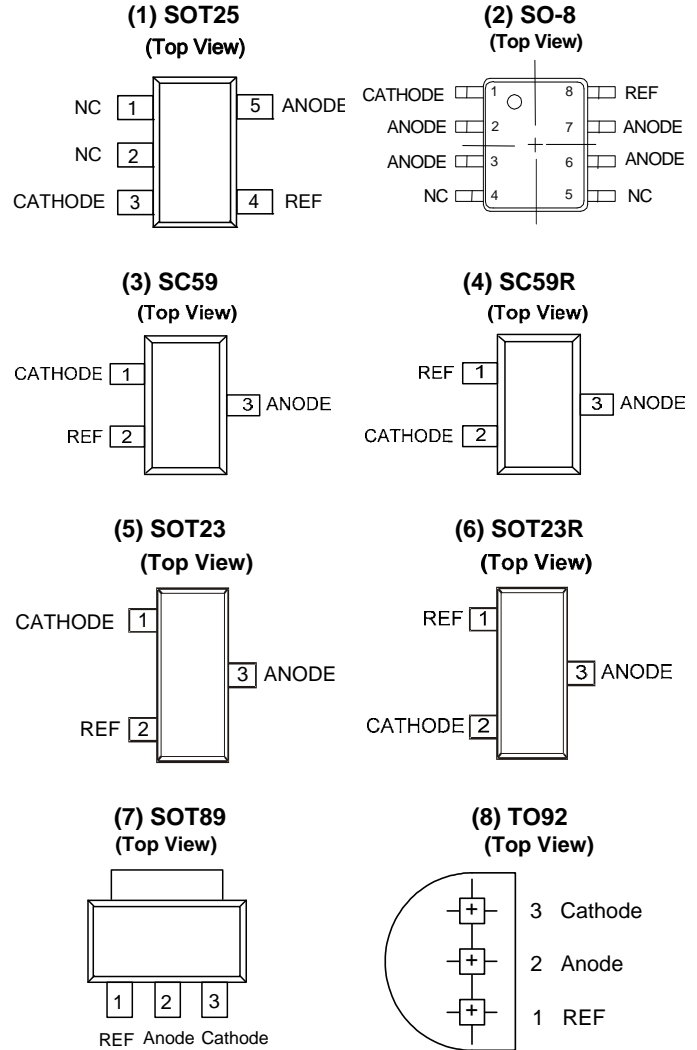 (1) SOT25
(Top View)
NC 1
5 ANODE
NC 2
CATHODE 3
4 REF
(2) SO-8
(Top View)
CATHODE 1
8 REF
ANODE 2
7 ANODE
ANODE 3
6 ANODE
NC 4
5 NC
(3) SC59
(Top View)
CATHODE 1
3 ANODE
REF 2
(4) SC59R
(Top View)
REF 1
3 ANODE
CATHODE 2
(5) SOT23
(Top View)
CATHODE 1
3 ANODE
REF 2
(6) SOT23R
(Top View)
REF 1
3 ANODE
CATHODE 2
(7) SOT89
(Top View)
1 2 3
REF Anode Cathode
(8) TO92
(Top View)
3 Cathode
2 Anode
1 REF